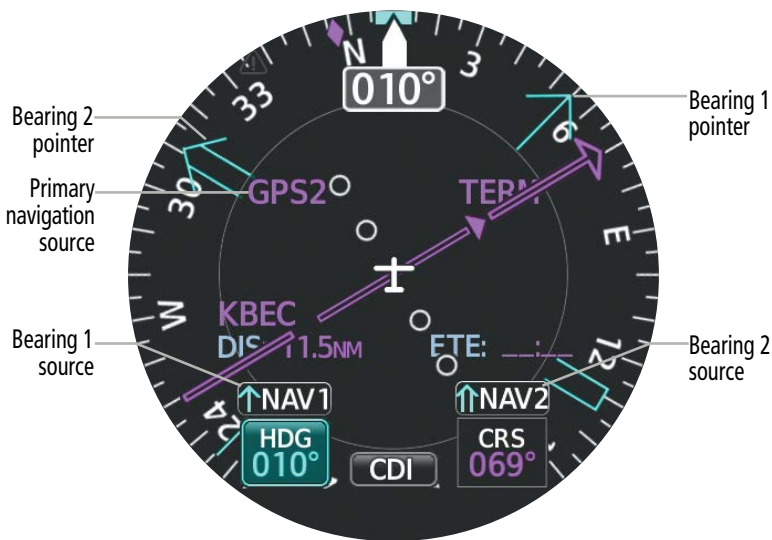 N
3
33
010°
6
30
GPS2
TERM
E
W
KBEC
DIS: 11.5NM
ETE: __:__
12
24
↑NAV1
⇑NAV2
HDG
010°
CDI
CRS
069°
Bearing 2
pointer
Primary
navigation
source
Bearing 1
source
Bearing 1
pointer
Bearing 2
source